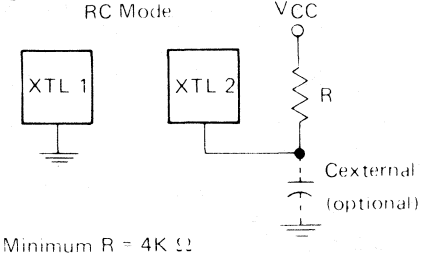 RC Mode
VCC
XTL 1
XTL 2
R
Cexternal
(optional)
Minimum R = 4K Ω